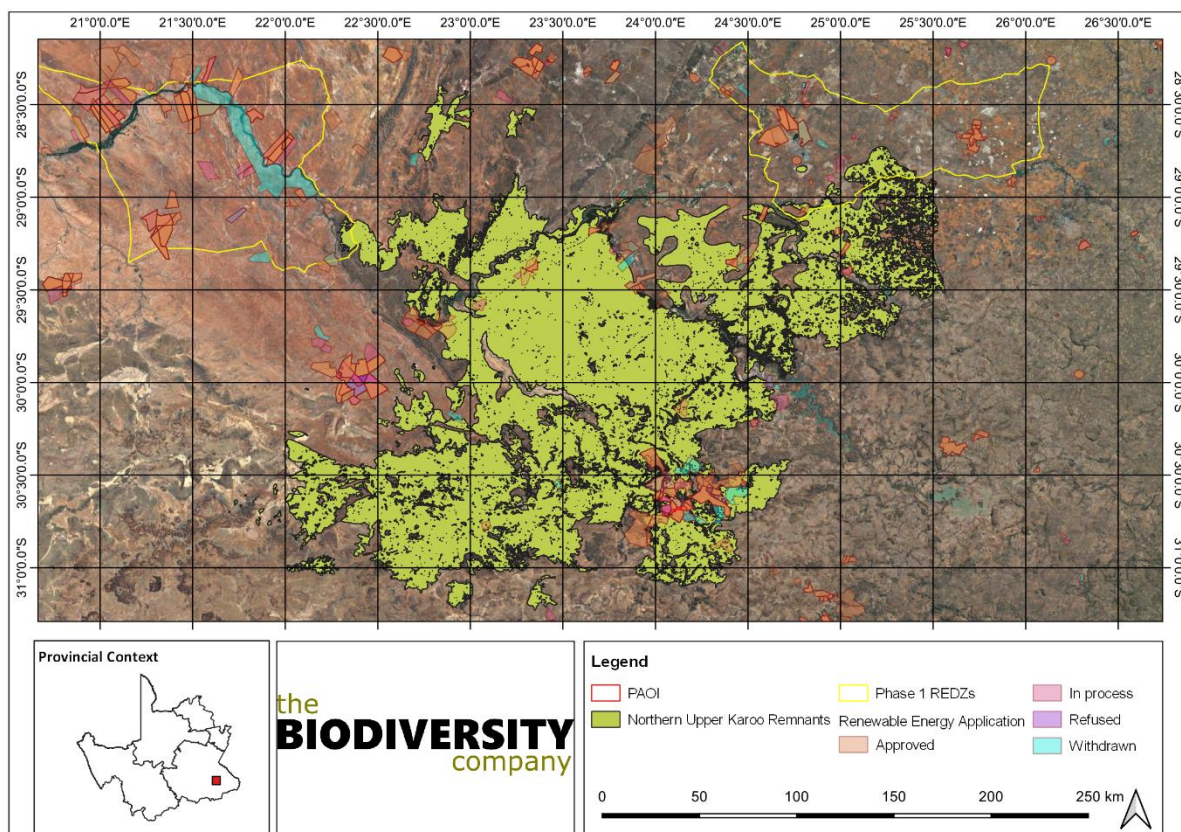 21°0'0.0"E 21°30'0.0"E 22°0'0.0"E 22°30'0.0"E 23°0'0.0"E 23°30'0.0"E 24°0'0.0"E 24°30'0.0"E 25°0'0.0"E 25°30'0.0"E 26°0'0.0"E 26°30'0.0"E
28°30'0.0"S
29°0'0.0"S
29°30'0.0"S
30°0'0.0"S
30°30'0.0"S
31°0'0.0"S
Provincial Context
the
BIODIVERSITY
company
Legend
PAOI
Northern Upper Karoo Remnants
Phase 1 REDZs
Renewable Energy Application
Approved
In process
Refused
Withdrawn
0 50 100 150 200 250 km